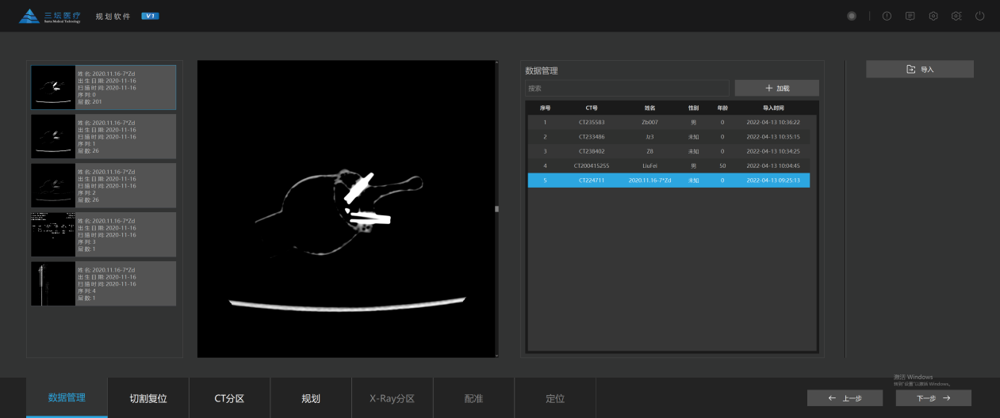 三坛医疗
Santa Medical Technology
规划软件
V1
姓名: 2020.11.16-7*Zd
出生日期: 2020-11-16
扫描时间: 2020-11-16
序列: 0
层数: 201
姓名: 2020.11.16-7*Zd
出生日期: 2020-11-16
扫描时间: 2020-11-16
序列: 1
层数: 26
姓名: 2020.11.16-7*Zd
出生日期: 2020-11-16
扫描时间: 2020-11-16
序列: 2
层数: 26
姓名: 2020.11.16-7*Zd
出生日期: 2020-11-16
扫描时间: 2020-11-16
序列: 3
层数: 1
姓名: 2020.11.16-7*Zd
出生日期: 2020-11-16
扫描时间: 2020-11-16
序列: 4
层数: 1
数据管理
搜索
加载
序号 CT号 姓名 性别 年龄 导入时间
1 CT235583 Zb007 男 0 2022-04-13 10:36:22
2 CT233486 Jz3 未知 0 2022-04-13 10:35:15
3 CT238402 Z8 未知 0 2022-04-13 10:34:25
4 CT200415255 LiuFei 男 50 2022-04-13 10:04:45
5 CT224711 2020.11.16-7*Zd 未知 0 2022-04-13 09:25:13
导入
激活 Windows
转到"设置"以激活 Windows。
上一步
下一步
数据管理 切割复位 CT分区 规划 X-Ray分区 配准 定位